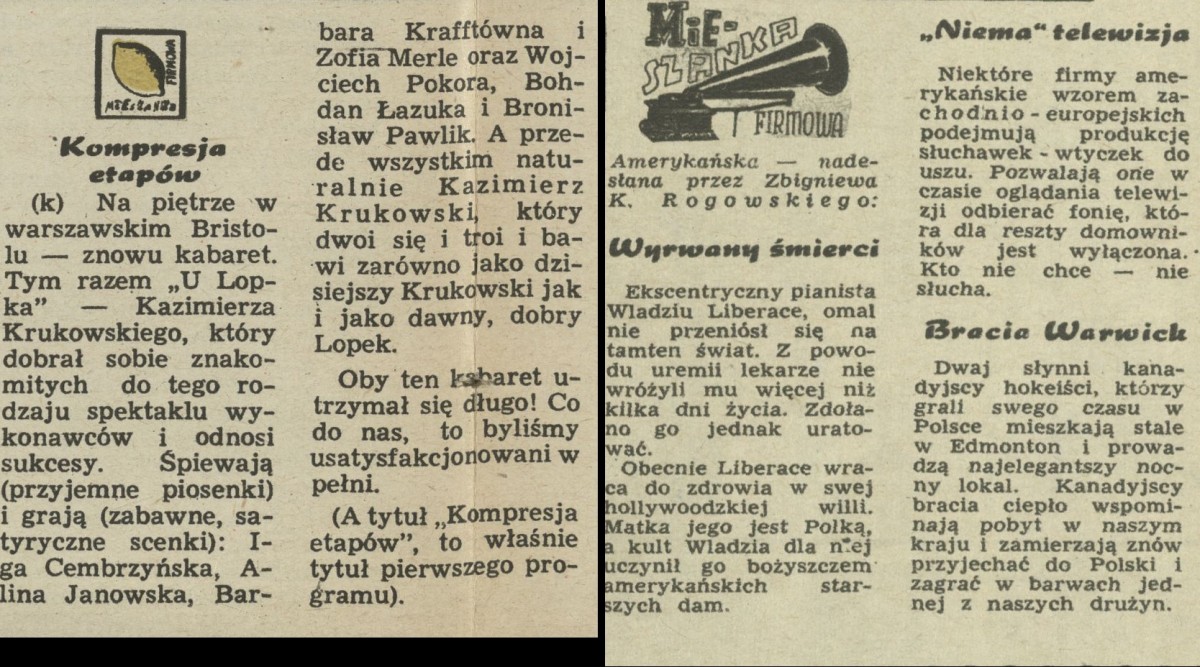 MIESZANKA
FIRMOWA
Kompresja
etapów
(k) Na piętrze w
warszawskim Bristo-
lu — znowu kabaret.
Tym razem „U Lop-
ka” — Kazimierza
Krukowskiego, który
dobrał sobie znako-
mitych do tego ro-
dzaju spektaklu wy-
konawców i odnosi
sukcesy. Śpiewają
(przyjemne piosenki)
i grają (zabawne, sa-
tyryczne scenki): I-
ga Cembrzyńska, A-
lina Janowska, Bar-
bara Krafftówna i
Zofia Merle oraz Woj-
ciech Pokora, Boh-
dan Łazuka i Broni-
sław Pawlik. A prze-
de wszystkim natu-
ralnie Kazimierz
Krukowski, który
dwoi się i troi i ba-
wi zarówno jako dzi-
siejszy Krukowski jak
i jako dawny, dobry
Lopek.
Oby ten kabaret u-
trzymał się długo! Co
do nas, to byliśmy
usatysfakcjonowani w
pełni.
(A tytuł „Kompresja
etapów”, to właśnie
tytuł pierwszego pro-
gramu).
MIE-
SZANKA
FIRMOWA
Amerykańska — nade-
słana przez Zbigniewa
K. Rogowskiego:
Wyrwany śmierci
Ekscentryczny pianista
Wladziu Liberace, omal
nie przeniósł się na
tamten świat. Z powo-
du uremii lekarze nie
wróżyli mu więcej niż
kilka dni życia. Zdoła-
no go jednak urato-
wać.
Obecnie Liberace wra-
ca do zdrowia w swej
hollywoodzkiej willi.
Matka jego jest Polką,
a kult Wladzia dla niej
uczynił go bożyszczem
amerykańskich star-
szych dam.
„Niema“ telewizja
Niektóre firmy ame-
rykańskie wzorem za-
chodnio-europejskich
podejmują produkcję
słuchawek-wtyczek do
uszu. Pozwalają one w
czasie oglądania telewi-
zji odbierać fonię, któ-
ra dla reszty domowni-
ków jest wyłączona.
Kto nie chce — nie
słucha.
Bracia Warwick
Dwaj słynni kana-
dyjscy hokeiści, którzy
grali swego czasu w
Polsce mieszkają stale
w Edmonton i prowa-
dzą najelegantszy noc-
ny lokal. Kanadyjscy
bracia ciepło wspomi-
nają pobyt w naszym
kraju i zamierzają znów
przyjechać do Polski i
zagrać w barwach jed-
nej z naszych drużyn.